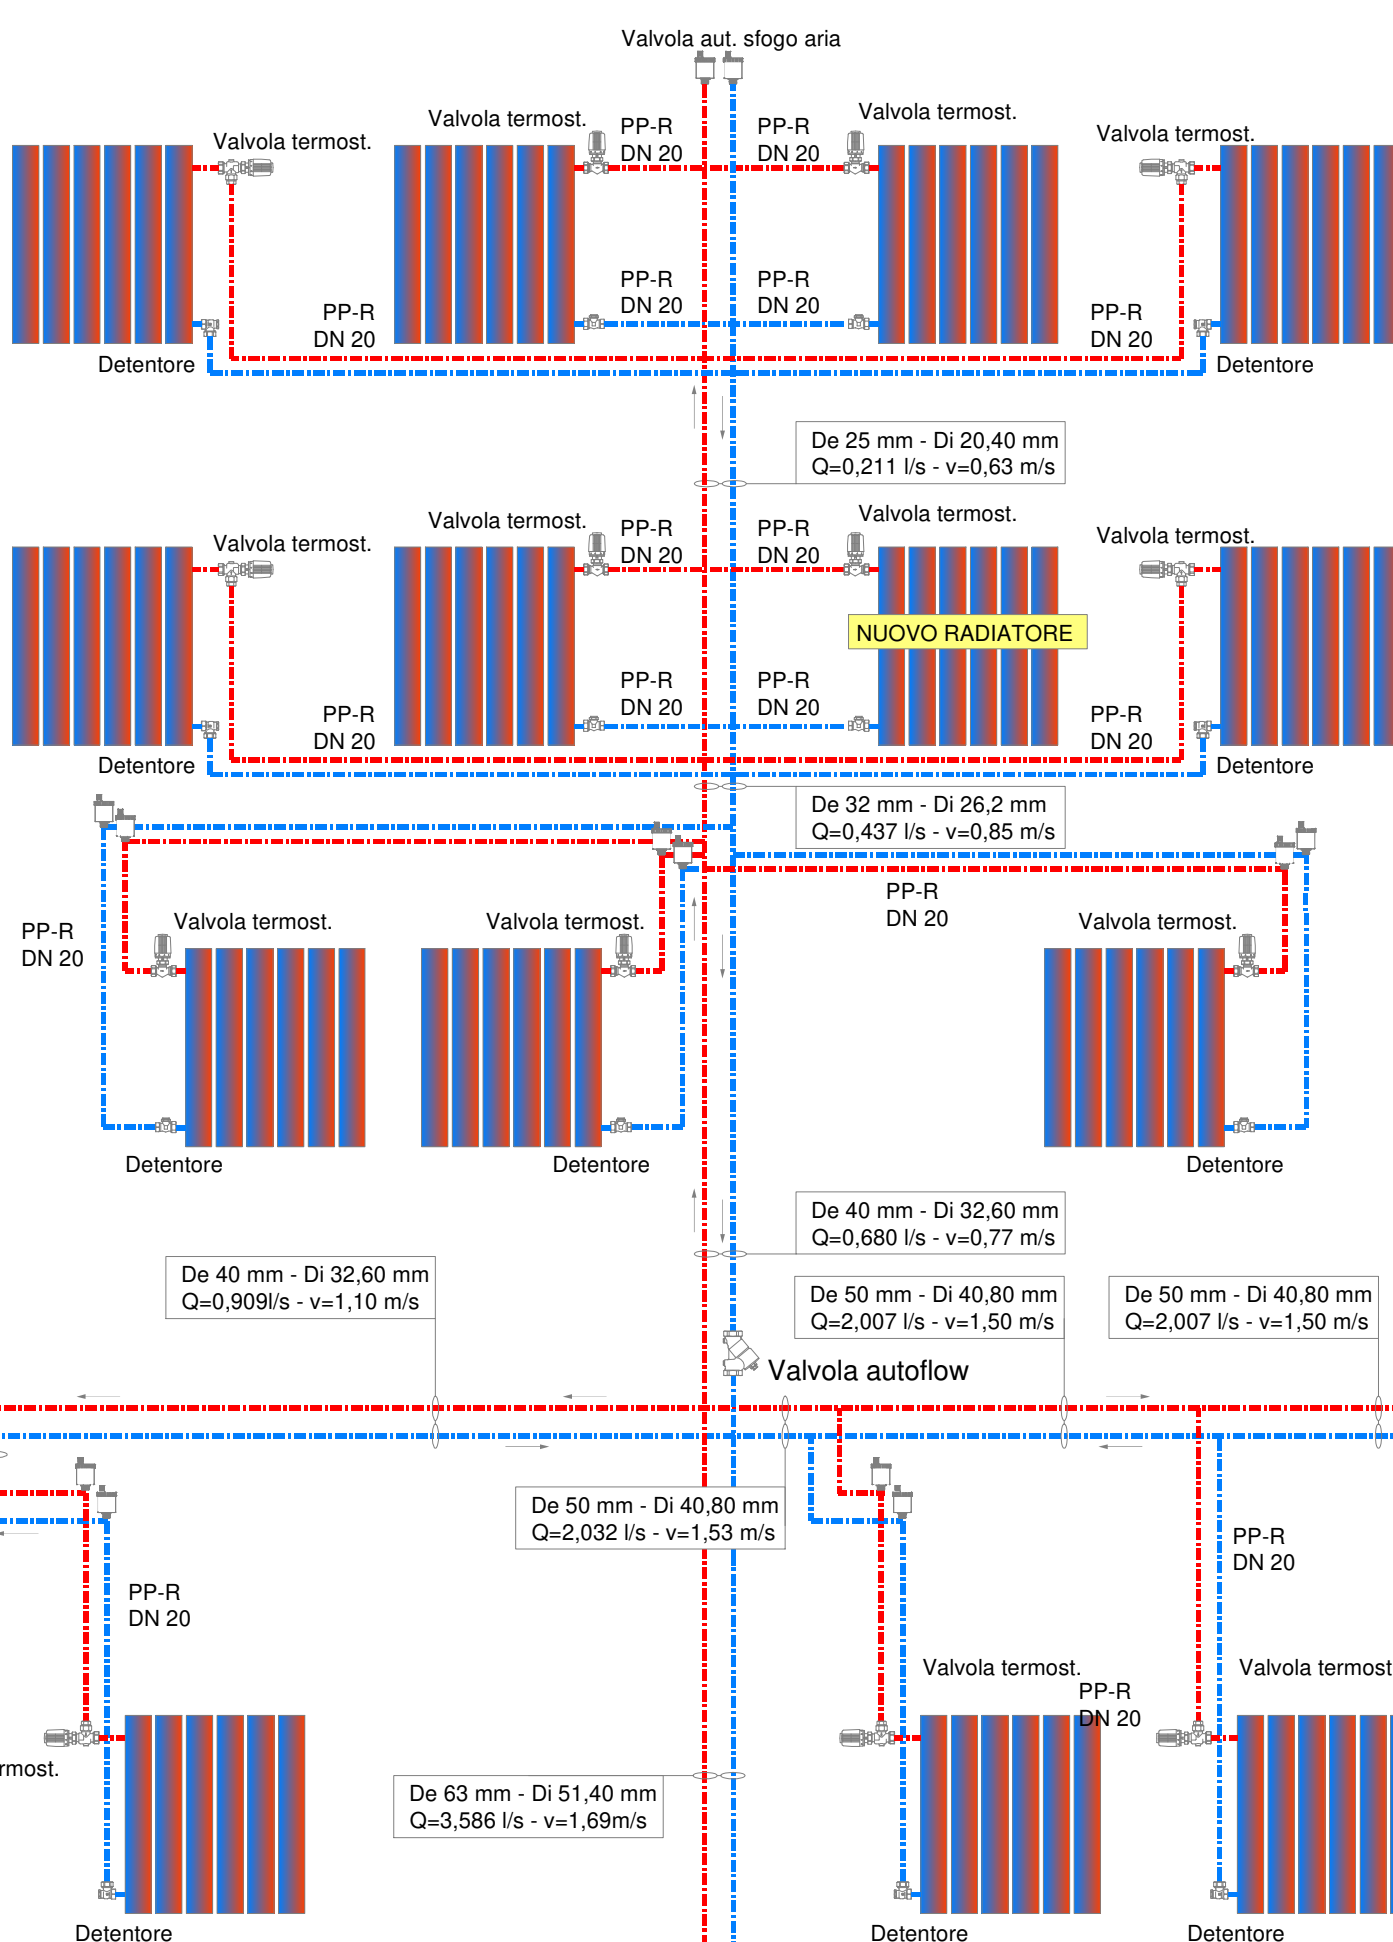 Valvola aut. sfogo aria
Valvola termost.
Valvola termost.
PP-R
DN 20
PP-R
DN 20
Valvola termost.
Valvola termost.
PP-R
DN 20
PP-R
DN 20
PP-R
DN 20
PP-R
DN 20
Detentore
Detentore
De 25 mm - Di 20,40 mm
Q=0,211 l/s - v=0,63 m/s
Valvola termost.
Valvola termost.
PP-R
DN 20
PP-R
DN 20
Valvola termost.
Valvola termost.
NUOVO RADIATORE
PP-R
DN 20
PP-R
DN 20
PP-R
DN 20
PP-R
DN 20
Detentore
Detentore
De 32 mm - Di 26,2 mm
Q=0,437 l/s - v=0,85 m/s
PP-R
DN 20
PP-R
DN 20
Valvola termost.
Valvola termost.
Valvola termost.
Detentore
Detentore
Detentore
De 40 mm - Di 32,60 mm
Q=0,680 l/s - v=0,77 m/s
De 40 mm - Di 32,60 mm
Q=0,909l/s - v=1,10 m/s
De 50 mm - Di 40,80 mm
Q=2,007 l/s - v=1,50 m/s
De 50 mm - Di 40,80 mm
Q=2,007 l/s - v=1,50 m/s
Valvola autoflow
De 50 mm - Di 40,80 mm
Q=2,032 l/s - v=1,53 m/s
PP-R
DN 20
PP-R
DN 20
Valvola termost.
PP-R
DN 20
Valvola termost
rmost.
De 63 mm - Di 51,40 mm
Q=3,586 l/s - v=1,69m/s
Detentore
Detentore
Detentore